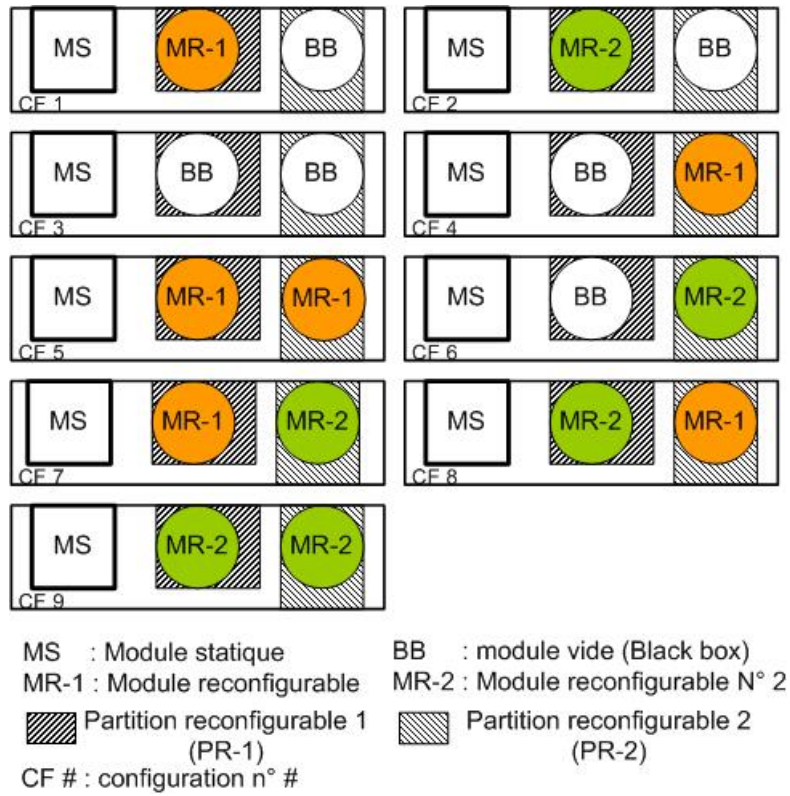 MS MR-1 BB
CF 1
MS MR-2 BB
CF 2
MS BB BB
CF 3
MS BB MR-1
CF 4
MS MR-1 MR-1
CF 5
MS BB MR-2
CF 6
MS MR-1 MR-2
CF 7
MS MR-2 MR-1
CF 8
MS MR-2 MR-2
CF 9
MS : Module statique
BB : module vide (Black box)
MR-1 : Module reconfigurable
MR-2 : Module reconfigurable N° 2
Partition reconfigurable 1
(PR-1)
Partition reconfigurable 2
(PR-2)
CF # : configuration n° #